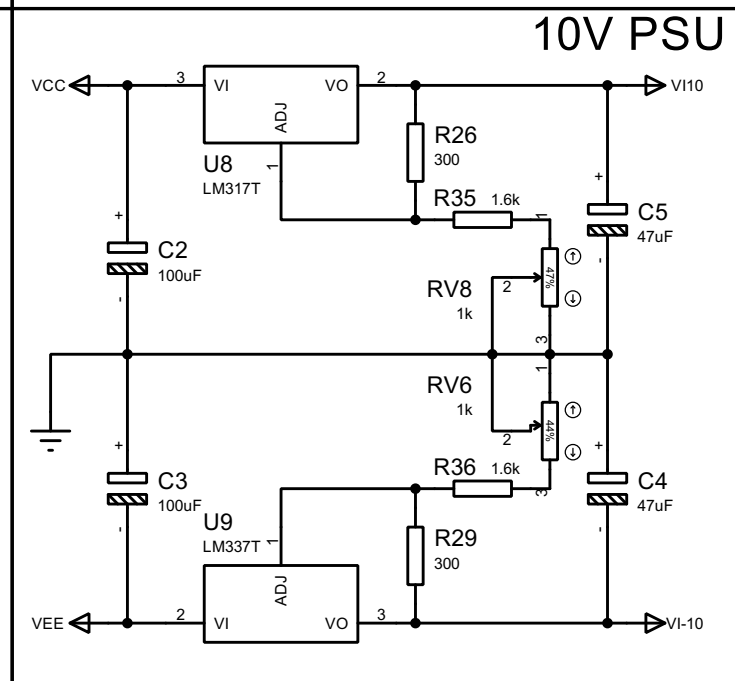 10V PSU
VCC
3
VI
VO
2
VI10
ADJ
1
U8
LM317T
R26
300
R35
1.6k
1
+
C5
47uF
-
+
C2
100uF
-
RV8
1k
2
47%
3
RV6
1k
1
2
44%
3
+
C3
100uF
-
R36
1.6k
+
C4
47uF
-
U9
LM337T
1
R29
300
ADJ
VEE
2
VI
VO
3
VI-10